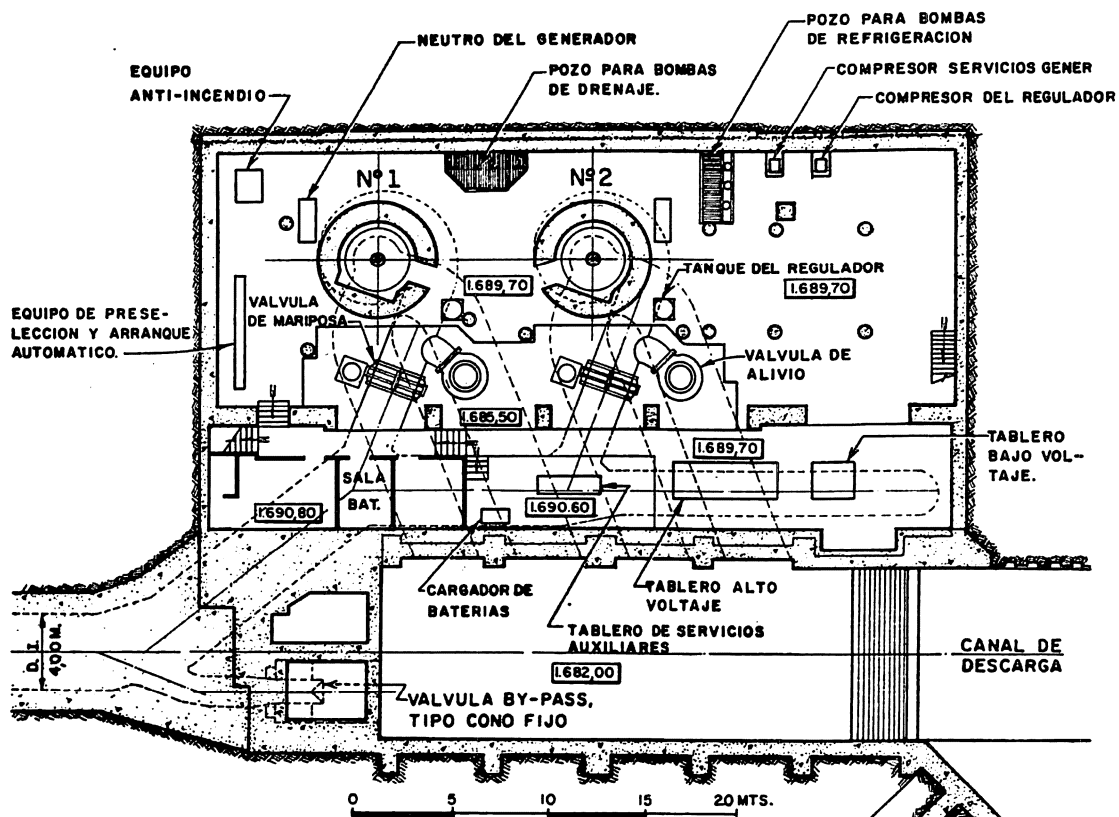 POZO PARA BOMBAS
DE REFRIGERACION
NEUTRO DEL GENERADOR
EQUIPO
ANTI-INCENDIO
POZO PARA BOMBAS
DE DRENAJE.
COMPRESOR SERVICIOS GENER
COMPRESOR DEL REGULADOR
Nº1
Nº2
1.689,70
TANQUE DEL REGULADOR
1.689,70
VALVULA
DE MARIPOSA
EQUIPO DE PRESE-
LECCION Y ARRANQUE
AUTOMATICO.
VALVULA DE
ALIVIO
1.685,50
1.689,70
TABLERO
BAJO VOL-
TAJE.
SALA
BAT.
1.690,80
1.690.60
CARGADOR DE
BATERIAS
TABLERO ALTO
VOLTAJE
TABLERO DE SERVICIOS
AUXILIARES
1.682,00
CANAL DE
DESCARGA
D. I.
4,00 M.
VALVULA BY-PASS,
TIPO CONO FIJO
0 5 10 15 20 MTS.